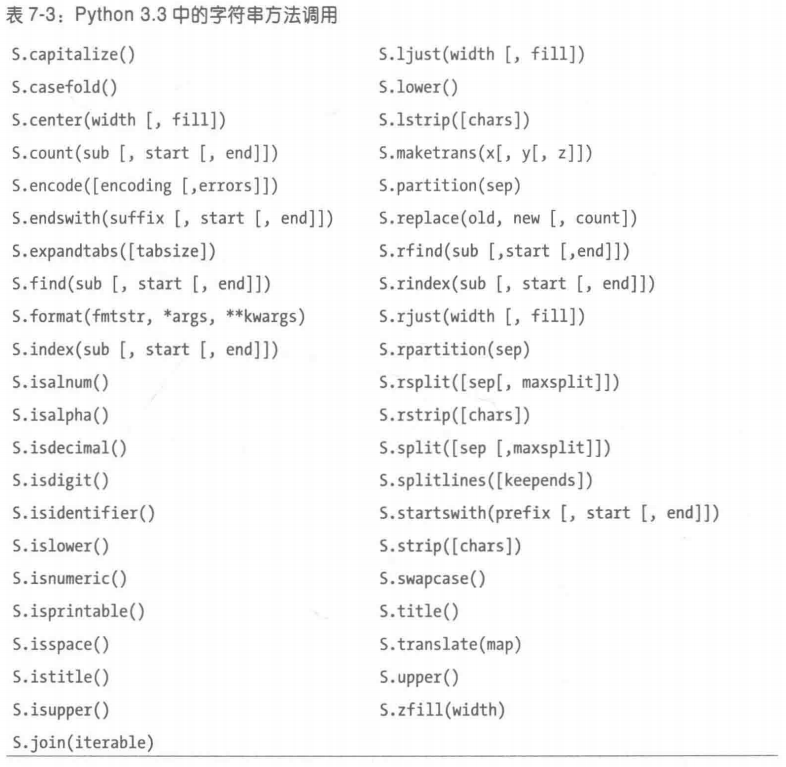 表 7-3：Python 3.3 中的字符串方法调用
S.capitalize()
S.casefold()
S.center(width [, fill])
S.count(sub [, start [, end]])
S.encode([encoding [,errors]])
S.endswith(suffix [, start [, end]])
S.expandtabs([tabsize])
S.find(sub [, start [, end]])
S.format(fmtstr, *args, **kwargs)
S.index(sub [, start [, end]])
S.isalnum()
S.isalpha()
S.isdecimal()
S.isdigit()
S.isidentifier()
S.islower()
S.isnumeric()
S.isprintable()
S.isspace()
S.istitle()
S.isupper()
S.join(iterable)
S.ljust(width [, fill])
S.lower()
S.lstrip([chars])
S.maketrans(x[, y[, z]])
S.partition(sep)
S.replace(old, new [, count])
S.rfind(sub [,start [,end]])
S.rindex(sub [, start [, end]])
S.rjust(width [, fill])
S.rpartition(sep)
S.rsplit([sep[, maxsplit]])
S.rstrip([chars])
S.split([sep [,maxsplit]])
S.splitlines([keepends])
S.startswith(prefix [, start [, end]])
S.strip([chars])
S.swapcase()
S.title()
S.translate(map)
S.upper()
S.zfill(width)